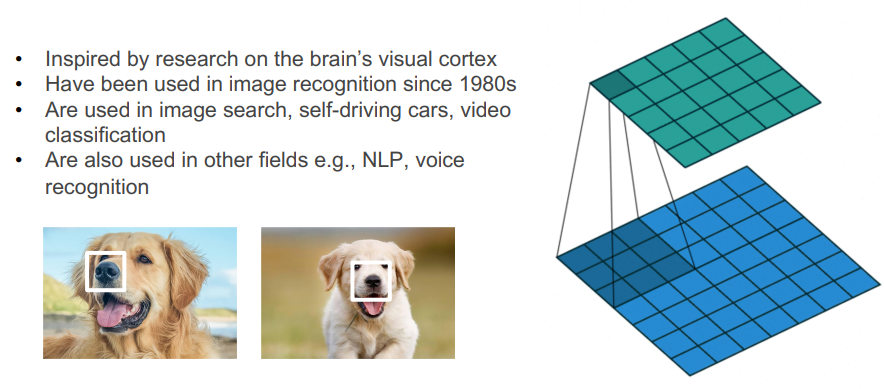 • Inspired by research on the brain’s visual cortex
• Have been used in image recognition since 1980s
• Are used in image search, self-driving cars, video
classification
• Are also used in other fields e.g., NLP, voice
recognition